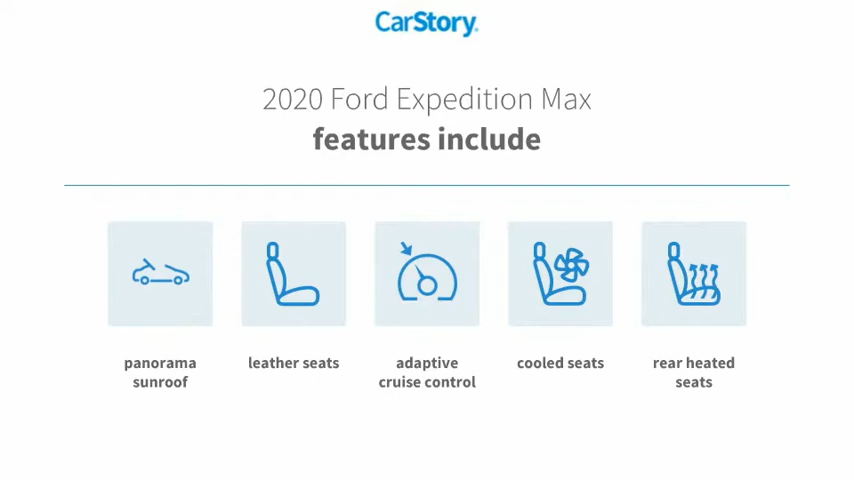 CarStory
2020 Ford Expedition Max
features include
panorama
sunroof
leather seats
adaptive
cruise control
cooled seats
rear heated
seats